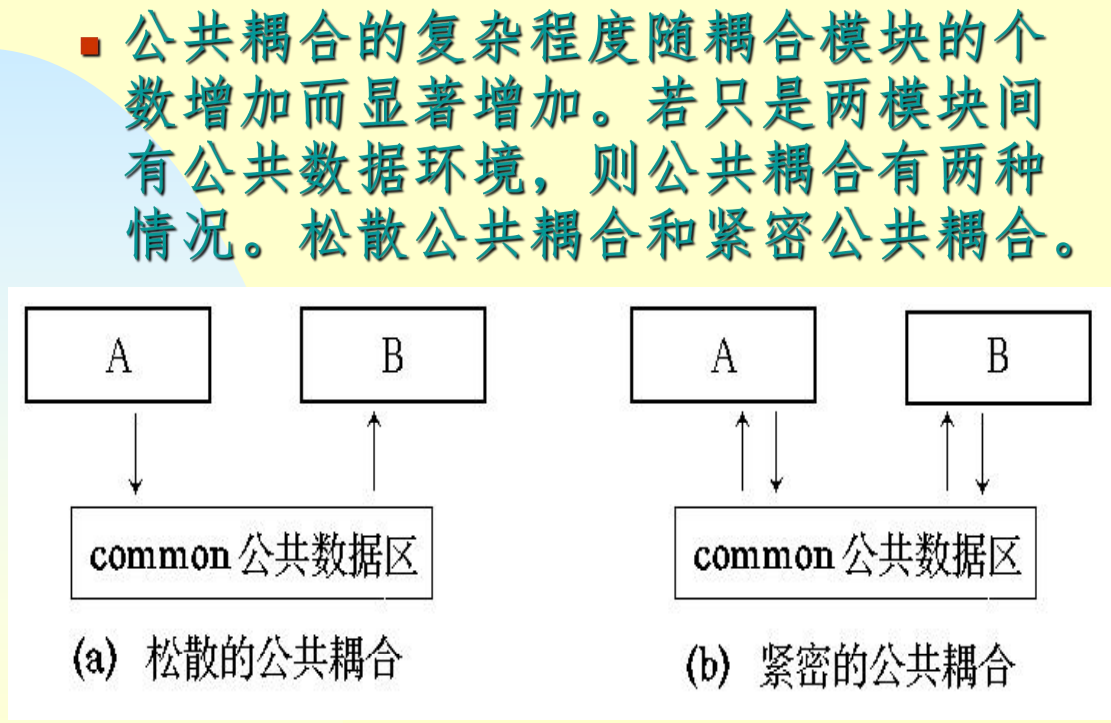 公共耦合的复杂程度随耦合模块的个
数增加而显著增加。若只是两模块间
有公共数据环境，则公共耦合有两种
情况。松散公共耦合和紧密公共耦合。
A B A B
common 公共数据区 common 公共数据区
(a) 松散的公共耦合 (b) 紧密的公共耦合